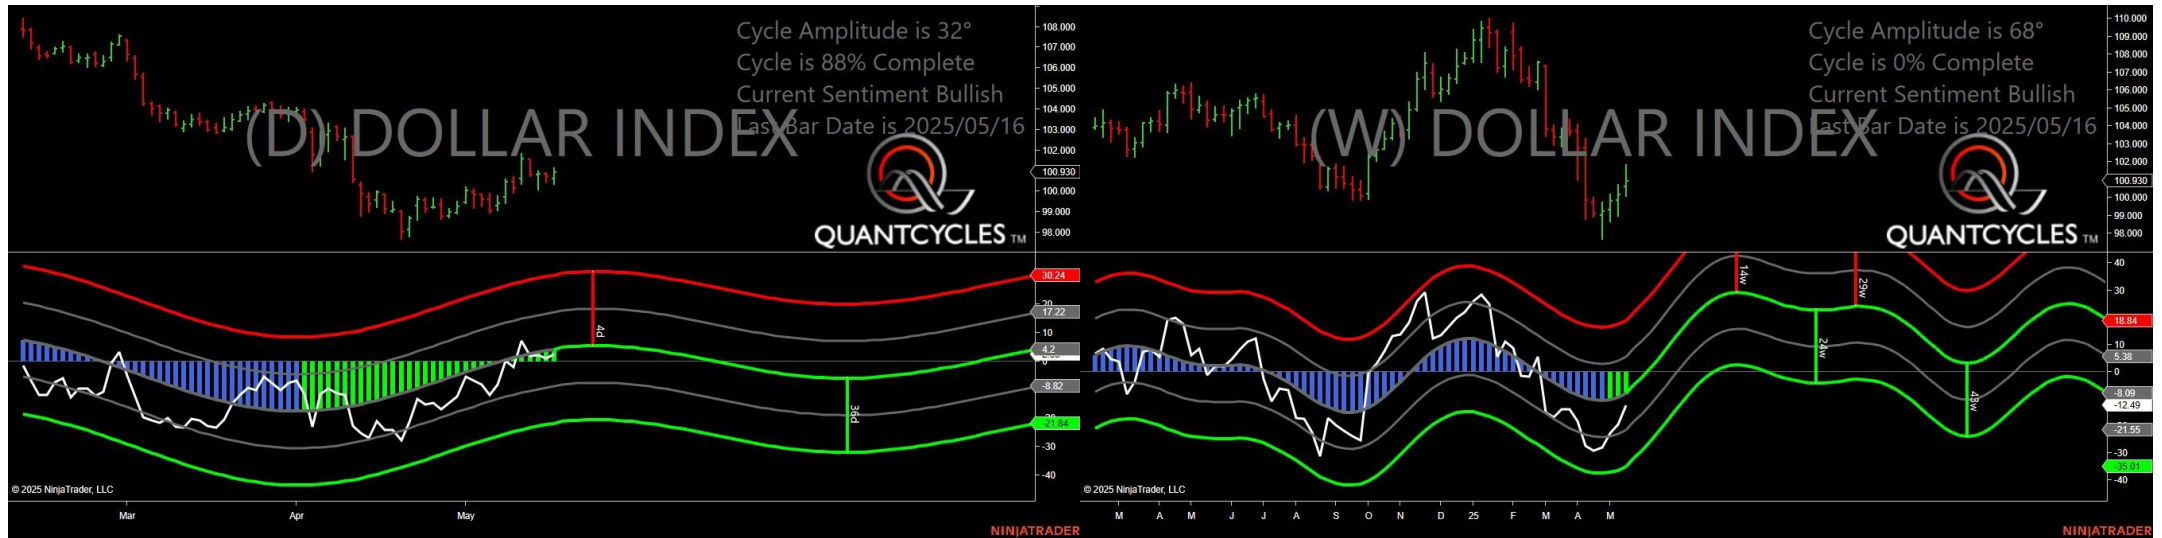 Cycle Amplitude is 32°
Cycle is 88% Complete
Current Sentiment Bullish
Last Bar Date is 2025/05/16
(D) DOLLAR INDEX
QUANTCYCLES TM
108.000
107.000
106.000
105.000
104.000
103.000
102.000
100.930
100.000
99.000
98.000
30.24
20
17.22
10
4.2
0
-8.82
-21.84
-30
-40
4d
36d
© 2025 NinjaTrader, LLC
Mar
Apr
May
NINJATRADER
Cycle Amplitude is 68°
Cycle is 0% Complete
Current Sentiment Bullish
Last Bar Date is 2025/05/16
(W) DOLLAR INDEX
QUANTCYCLES TM
110.000
109.000
108.000
107.000
106.000
105.000
104.000
103.000
102.000
100.930
100.000
99.000
98.000
40
30
18.84
10
5.38
0
-8.09
-12.49
-21.55
-30
-35.01
-40
14w
29w
24w
© 2025 NinjaTrader, LLC
M A M J J A S O N D 25 F M A M
NINJATRADER